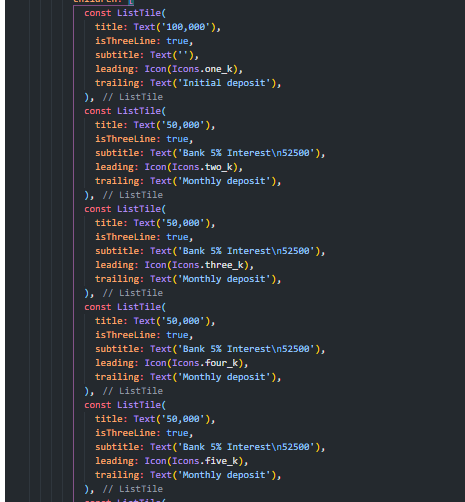 children: [
const ListTile(
title: Text('100,000'),
isThreeLine: true,
subtitle: Text(''),
leading: Icon(Icons.one_k),
trailing: Text('Initial deposit'),
), // ListTile
const ListTile(
title: Text('50,000'),
isThreeLine: true,
subtitle: Text('Bank 5% Interest\n52500'),
leading: Icon(Icons.two_k),
trailing: Text('Monthly deposit'),
), // ListTile
const ListTile(
title: Text('50,000'),
isThreeLine: true,
subtitle: Text('Bank 5% Interest\n52500'),
leading: Icon(Icons.three_k),
trailing: Text('Monthly deposit'),
), // ListTile
const ListTile(
title: Text('50,000'),
isThreeLine: true,
subtitle: Text('Bank 5% Interest\n52500'),
leading: Icon(Icons.four_k),
trailing: Text('Monthly deposit'),
), // ListTile
const ListTile(
title: Text('50,000'),
isThreeLine: true,
subtitle: Text('Bank 5% Interest\n52500'),
leading: Icon(Icons.five_k),
trailing: Text('Monthly deposit'),
), // ListTile
const ListTile(